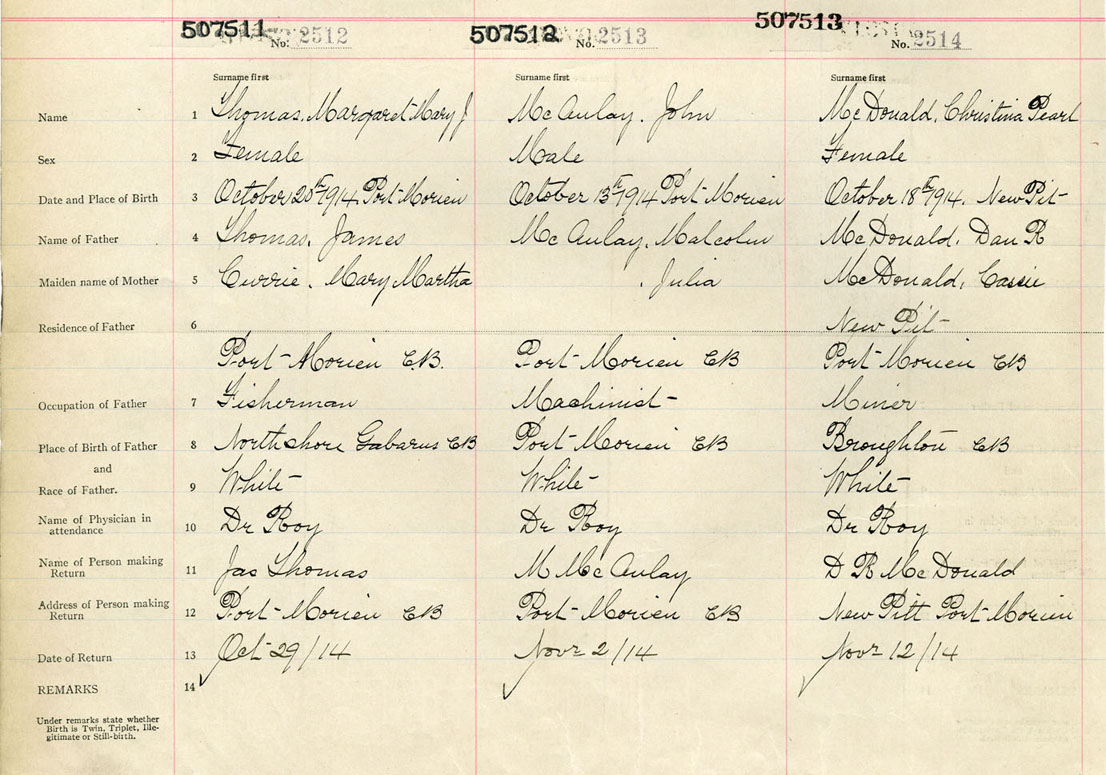 507511 No. 2512 507512 No. 2513 507513 No. 2514
Surname first Surname first Surname first
Name 1 Thomas, Margaret Mary J McAulay, John McDonald, Christina Pearl
Sex 2 Female Male Female
Date and Place of Birth 3 October 20th 1914 Port Morien October 13th 1914 Port Morien October 18th 1914. New Pit
Name of Father 4 Thomas, James McAulay, Malcolm McDonald, Dan R
Maiden name of Mother 5 Currie, Mary Martha , Julia McDonald, Cassie
Residence of Father 6 New Pit
Port Morien C.B. Port Morien CB Port Morien CB
Occupation of Father 7 Fisherman Machinist Miner
Place of Birth of Father 8 North shore Gabarus CB Port Morien CB Broughton CB
and
Race of Father. 9 White White White
Name of Physician in
attendance 10 Dr Roy Dr Roy Dr Roy
Name of Person making
Return 11 Jas Thomas M McAulay D R McDonald
Address of Person making
Return 12 Port Morien CB Port Morien CB New Pitt Port Morien
Date of Return 13 Oct 29/14 Novr 2/14 Novr 12/14
REMARKS 14
Under remarks state whether
Birth is Twin, Triplet, Ille-
gitimate or Still-birth.